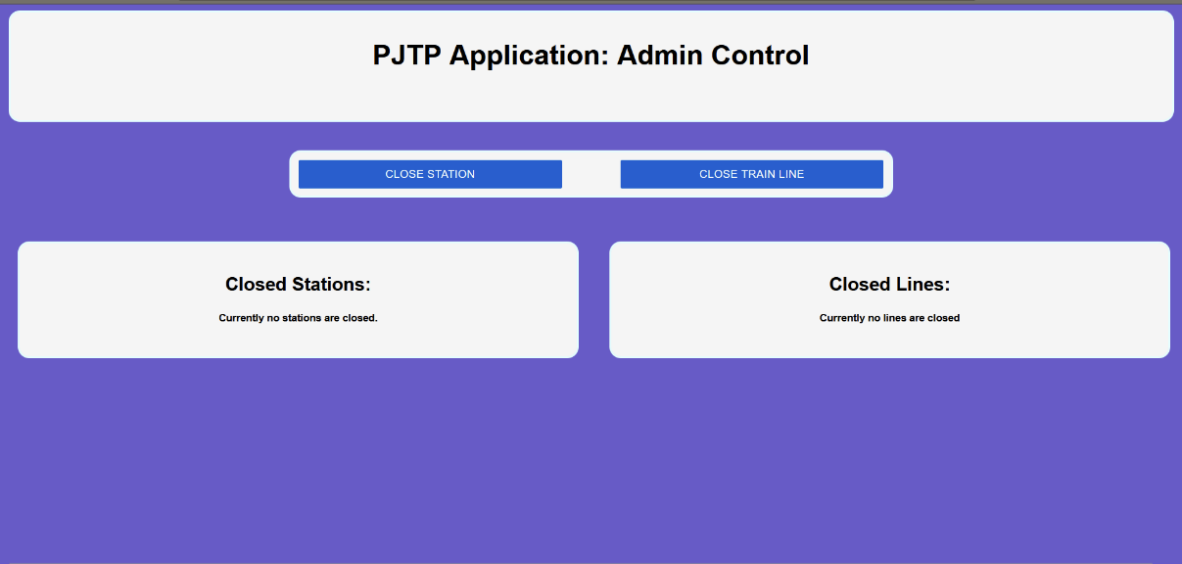 PJTP Application: Admin Control
CLOSE STATION
CLOSE TRAIN LINE
Closed Stations:
Currently no stations are closed.
Closed Lines:
Currently no lines are closed